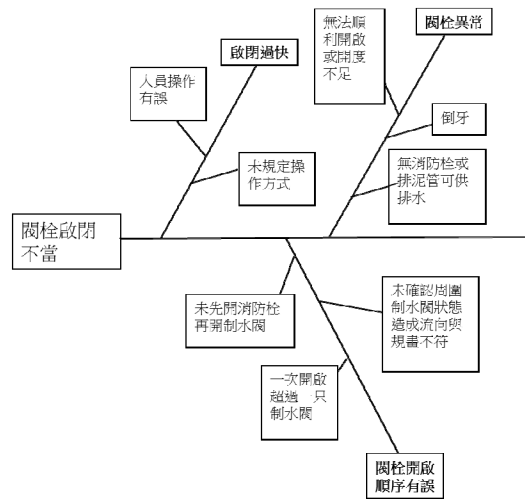 啟閉過快
人員操作
有誤
未規定操
作方式
無法順
利開啟
或開度
不足
閥栓異常
倒牙
無消防栓或
排泥管可供
排水
閥栓啟閉
不當
未先開消防栓
再開制水閥
未確認周圍
制水閥狀態
造成流向與
規畫不符
一次開啟
超過一只
制水閥
閥栓開啟
順序有誤